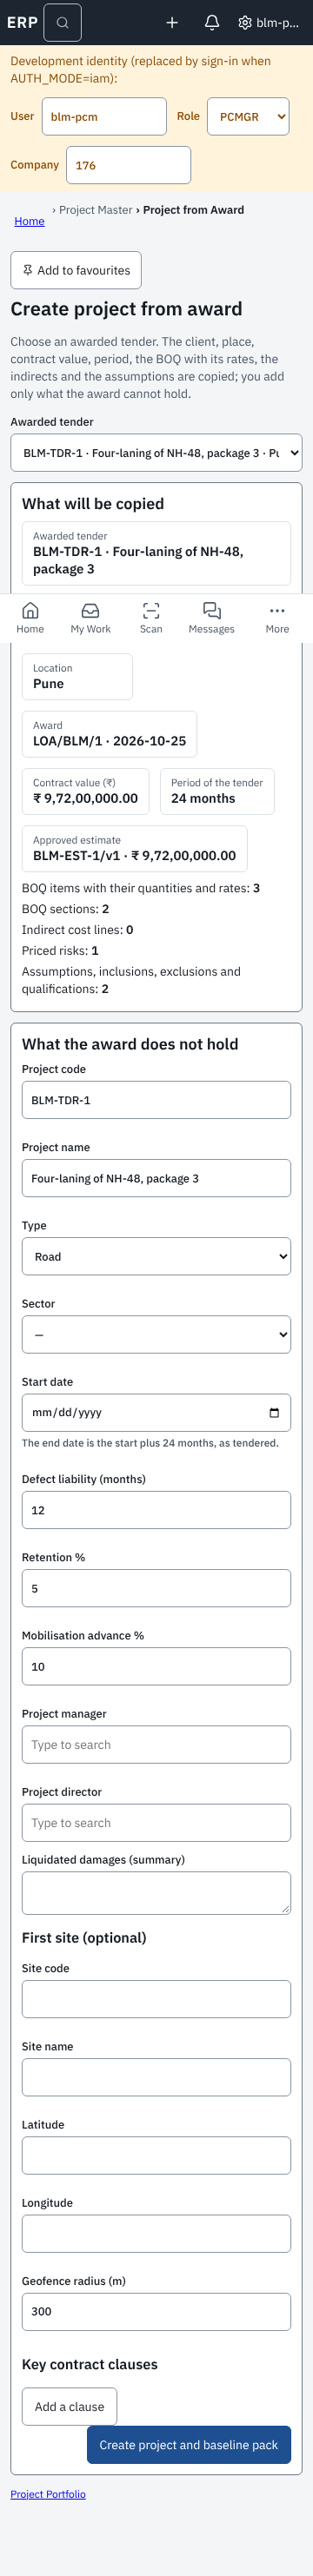 ERP
blm-p...
Development identity (replaced by sign-in when
AUTH_MODE=iam):
User blm-pcm Role PCMGR
Company 176
Home › Project Master › Project from Award
Add to favourites
Create project from award
Choose an awarded tender. The client, place,
contract value, period, the BOQ with its rates, the
indirects and the assumptions are copied; you add
only what the award cannot hold.
Awarded tender
BLM-TDR-1 · Four-laning of NH-48, package 3 ·
What will be copied
Awarded tender
BLM-TDR-1 · Four-laning of NH-48,
package 3
Home My Work Scan Messages More
Location
Pune
Award
LOA/BLM/1 · 2026-10-25
Contract value (₹)
₹ 9,72,00,000.00
Period of the tender
24 months
Approved estimate
BLM-EST-1/v1 · ₹ 9,72,00,000.00
BOQ items with their quantities and rates: 3
BOQ sections: 2
Indirect cost lines: 0
Priced risks: 1
Assumptions, inclusions, exclusions and
qualifications: 2
What the award does not hold
Project code
BLM-TDR-1
Project name
Four-laning of NH-48, package 3
Type
Road
Sector
—
Start date
mm/dd/yyyy
The end date is the start plus 24 months, as tendered.
Defect liability (months)
12
Retention %
5
Mobilisation advance %
10
Project manager
Type to search
Project director
Type to search
Liquidated damages (summary)
First site (optional)
Site code
Site name
Latitude
Longitude
Geofence radius (m)
300
Key contract clauses
Add a clause
Create project and baseline pack
Project Portfolio